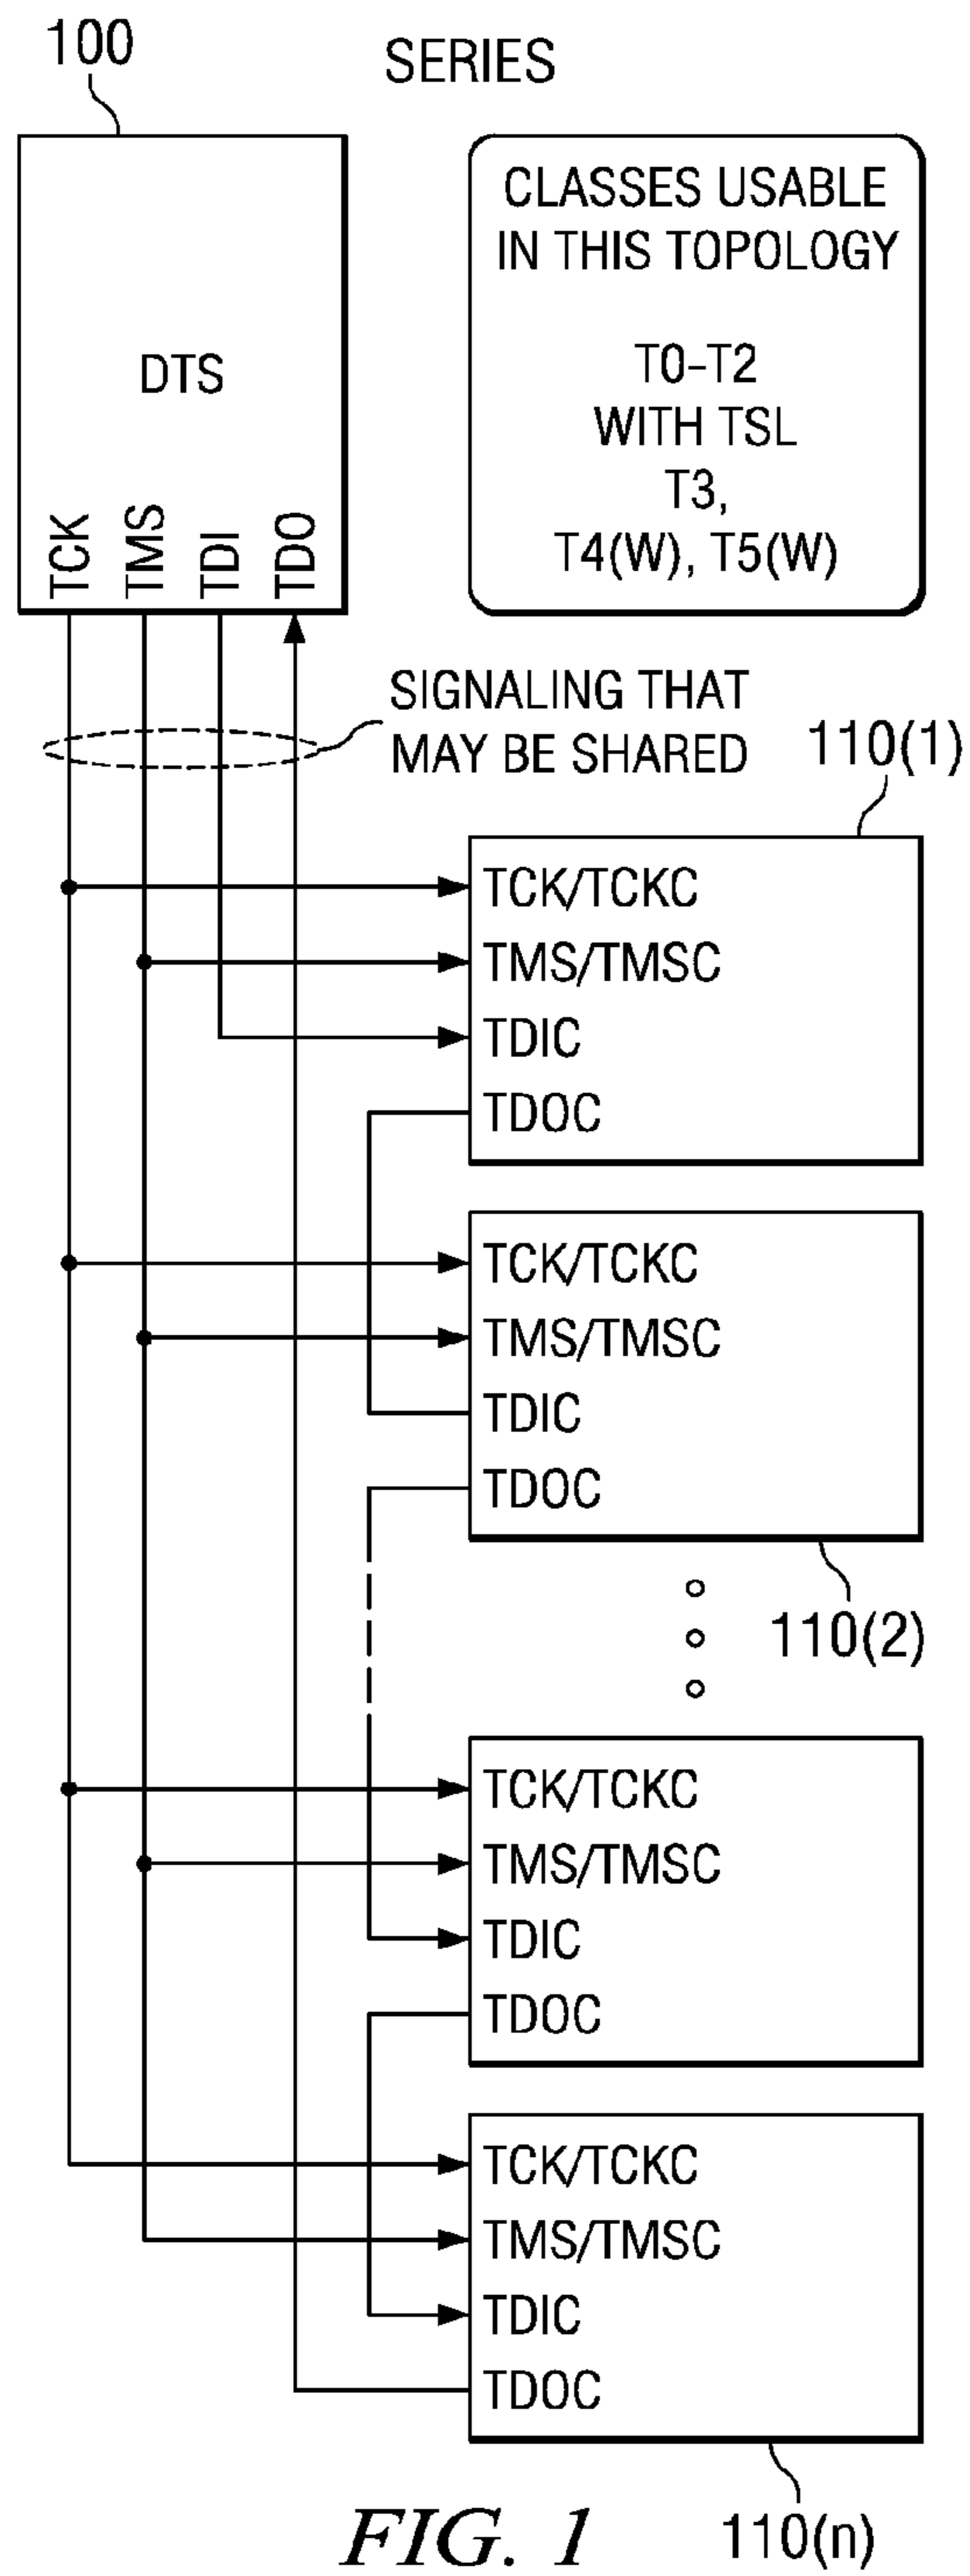 100
SERIES
CLASSES USABLE
IN THIS TOPOLOGY
T0-T2
WITH TSL
T3,
T4(W), T5(W)
DTS
TCK
TMS
TDI
TDO
SIGNALING THAT
MAY BE SHARED
110(1)
TCK/TCKC
TMS/TMSC
TDIC
TDOC
TCK/TCKC
TMS/TMSC
TDIC
TDOC
110(2)
TCK/TCKC
TMS/TMSC
TDIC
TDOC
TCK/TCKC
TMS/TMSC
TDIC
TDOC
110(n)
FIG. 1